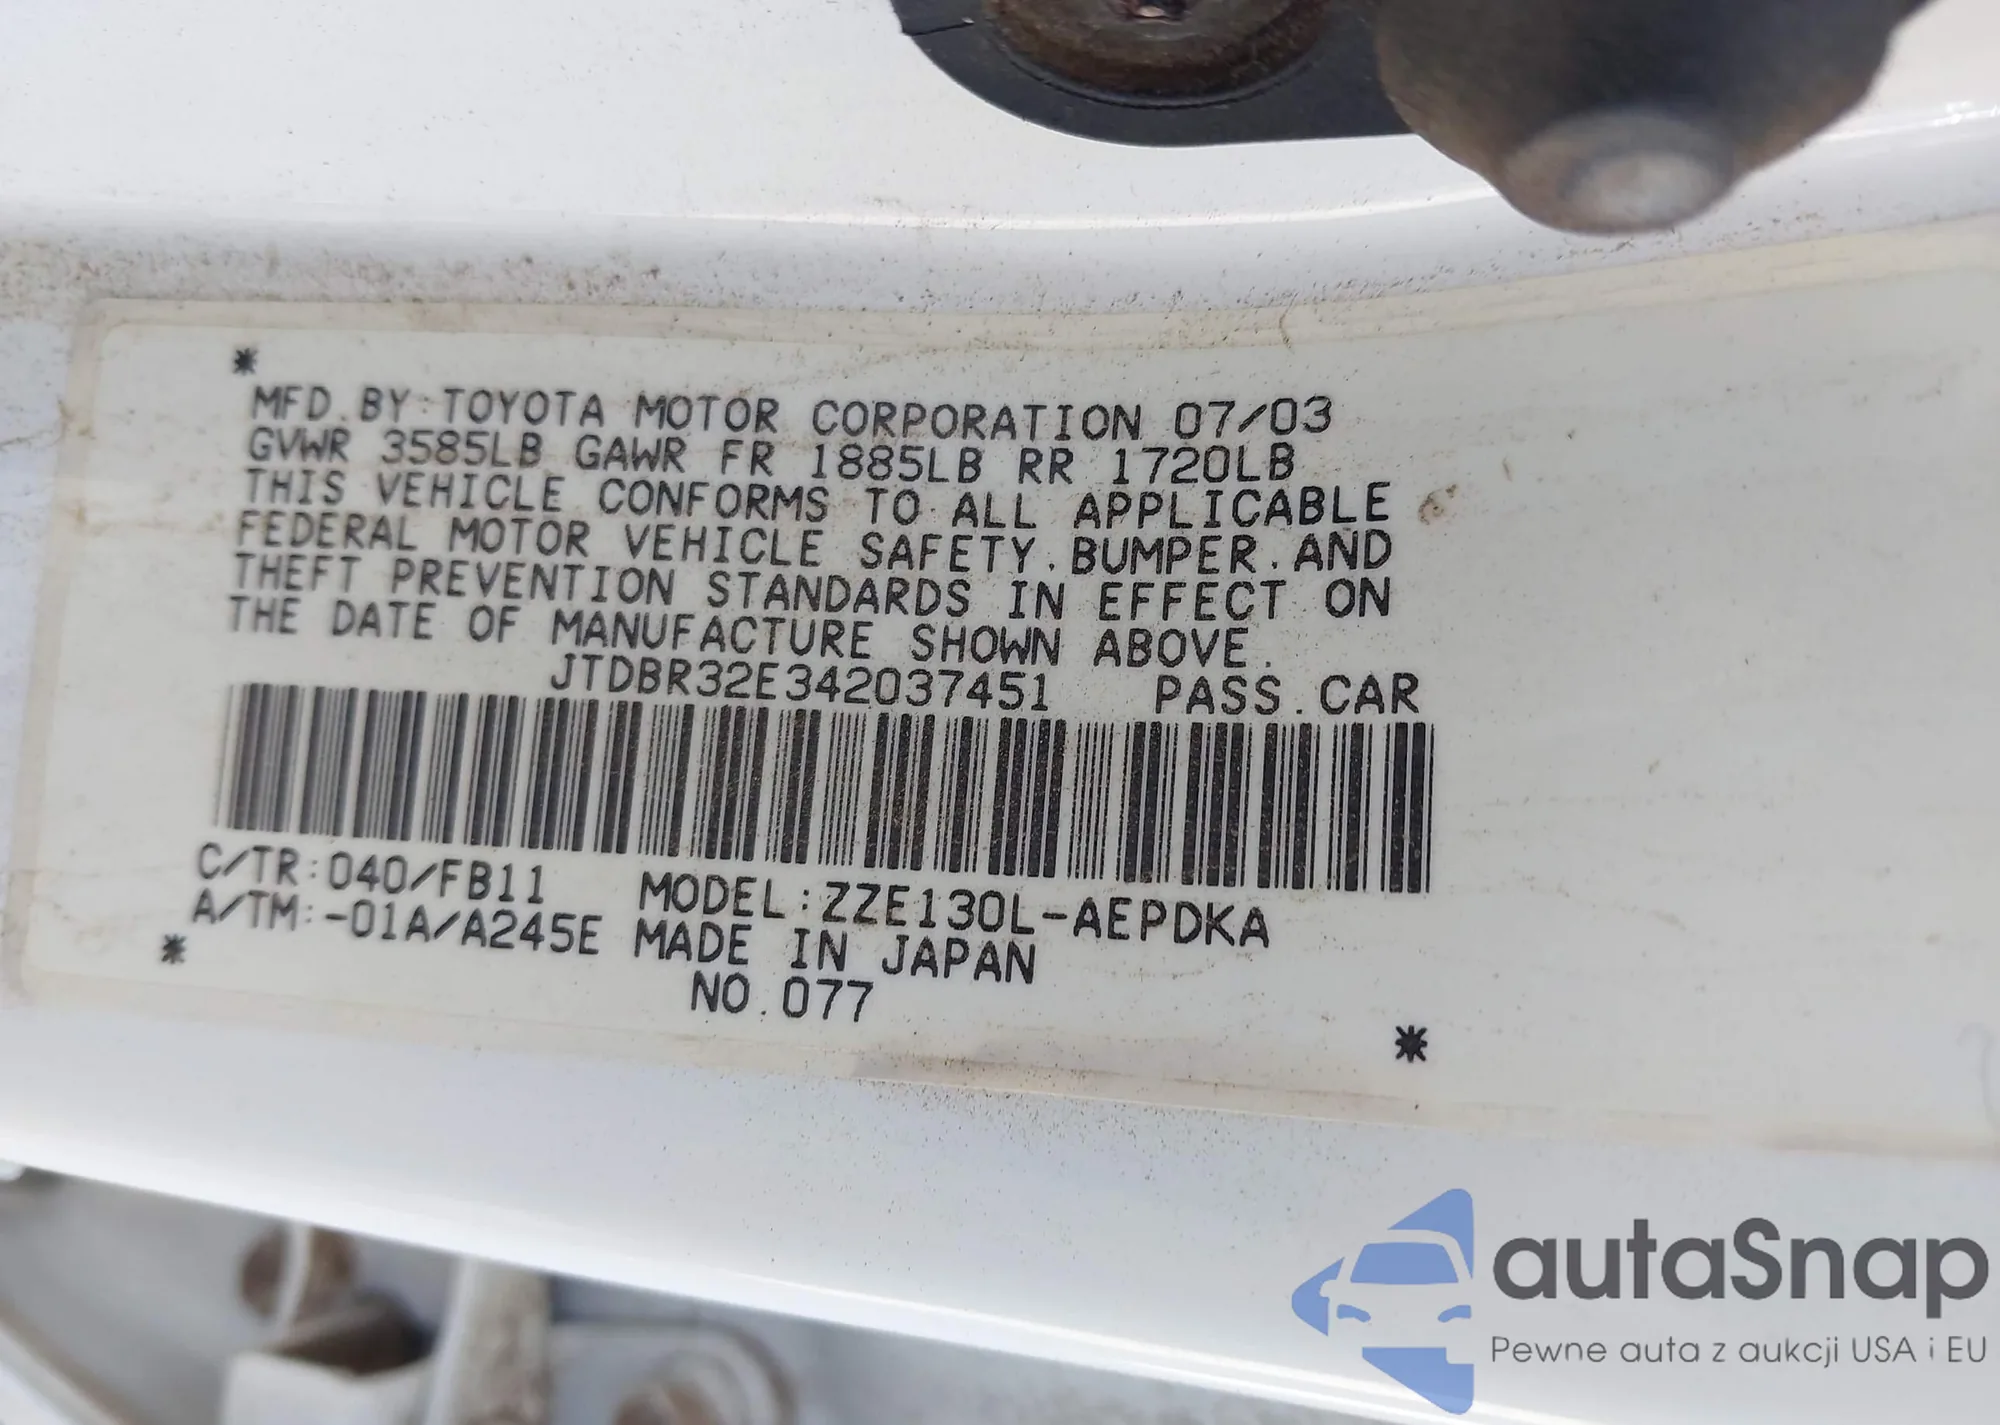 *
MFD.BY:TOYOTA MOTOR CORPORATION 07/03
GVWR 3585LB GAWR FR 1885LB RR 1720LB
THIS VEHICLE CONFORMS TO ALL APPLICABLE
FEDERAL MOTOR VEHICLE SAFETY.BUMPER.AND
THEFT PREVENTION STANDARDS IN EFFECT ON
THE DATE OF MANUFACTURE SHOWN ABOVE.
JTDBR32E342037451 PASS.CAR
C/TR:040/FB11 MODEL:ZZE130L-AEPDKA
A/TM:-01A/A245E MADE IN JAPAN
* NO.077
*
autaSnap
Pewne auta z aukcji USA i EU